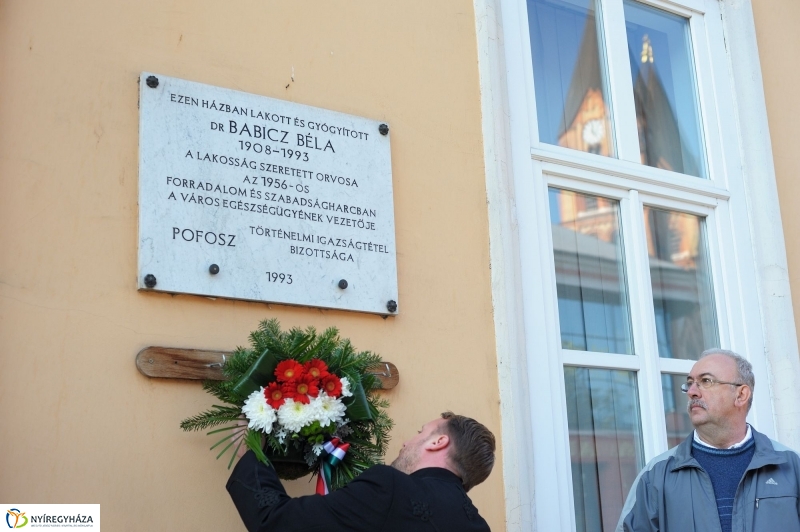 EZEN HÁZBAN LAKOTT ÉS GYÓGYÍTOTT
DR BABICZ BÉLA
1908-1993
A LAKOSSÁG SZERETETT ORVOSA
AZ 1956-OS
FORRADALOM ÉS SZABADSÁGHARCBAN
A VÁROS EGÉSZSÉGÜGYÉNEK VEZETŐJE
POFOSZ
TÖRTÉNELMI IGAZSÁGTÉTEL
BIZOTTSÁGA
1993
NYÍREGYHÁZA